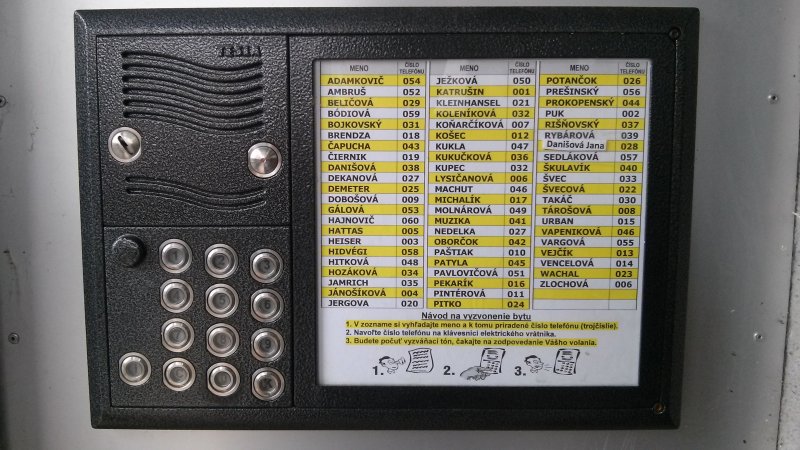 MENO ČÍSLO TELEFÓNU
ADAMKOVIČ 054
AMBRUŠ 052
BELIČOVÁ 029
BÓDIOVÁ 059
BOJKOVSKÝ 031
BRENDZA 018
ČAPUCHA 043
ČIERNIK 019
DANIŠOVÁ 038
DEKANOVÁ 027
DEMETER 025
DOBOŠOVÁ 009
GÁLOVÁ 053
HAJNOVIČ 060
HATTAS 005
HEISER 003
HIDVÉGI 058
HITKOVÁ 048
HOZÁKOVÁ 034
JAMRICH 035
JÁNOŠÍKOVÁ 004
JERGOVA 020
MENO ČÍSLO TELEFÓNU
JEŽKOVÁ 050
KATRUŠIN 001
KLEINHANSEL 021
KOLENÍKOVÁ 032
KOŇARČÍKOVÁ 007
KOŠEC 012
KUKLA 047
KUKUČKOVÁ 036
KUPEC 032
LYSIČANOVÁ 006
MACHUT 046
MICHALÍK 017
MOLNÁROVÁ 049
MUZIKA 041
NEDELKA 027
OBORČOK 042
PAŠTIAK 010
PATYLA 045
PAVLOVIČOVÁ 051
PEKARÍK 016
PINTÉROVÁ 011
PITKO 024
MENO ČÍSLO TELEFÓNU
POTANČOK 026
PREŠINSKÝ 056
PROKOPENSKÝ 044
PUK 002
RIŠŇOVSKÝ 037
RYBÁROVÁ 039
Danišová Jana 028
SEDLÁKOVÁ 057
ŠKULAVÍK 040
ŠVEC 033
ŠVECOVÁ 022
TAKÁČ 030
TÁROŠOVÁ 008
URBAN 015
VAPENIKOVÁ 046
VARGOVÁ 055
VEJČÍK 013
VENCELOVÁ 014
WACHAL 023
ZLOCHOVÁ 006
Návod na vyzvonenie bytu
1. V zozname si vyhľadajte meno a k tomu priradené číslo telefónu (trojčíslie).
2. Navoľte číslo telefónu na klávesnici elektrického vrátnika.
3. Budete počuť vyzváňací tón, čakajte na zodpovedanie Vášho volania.
1. 2. 3.